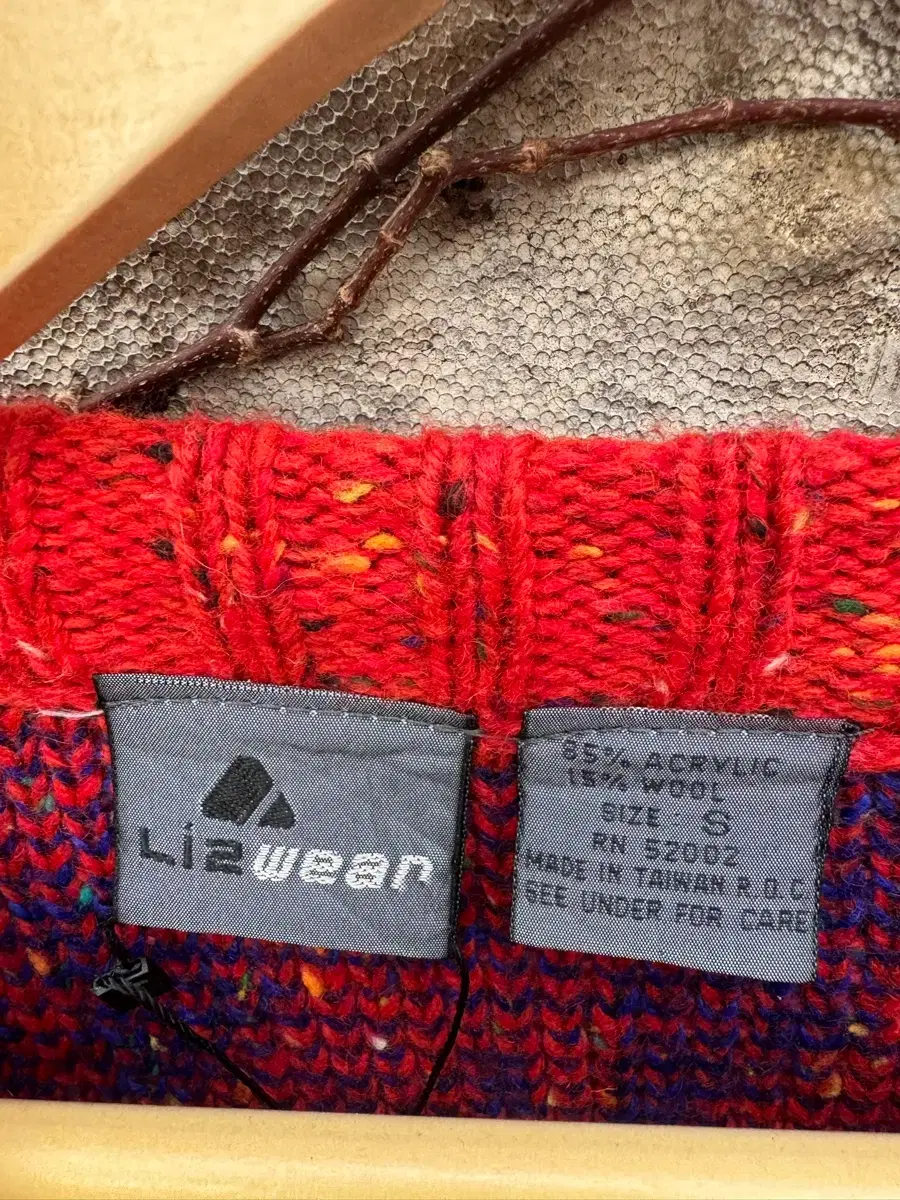 Lizwear
85% ACRYLIC
15% WOOL
SIZE : S
RN 52002
MADE IN TAIWAN R.O.C.
SEE UNDER FOR CARE